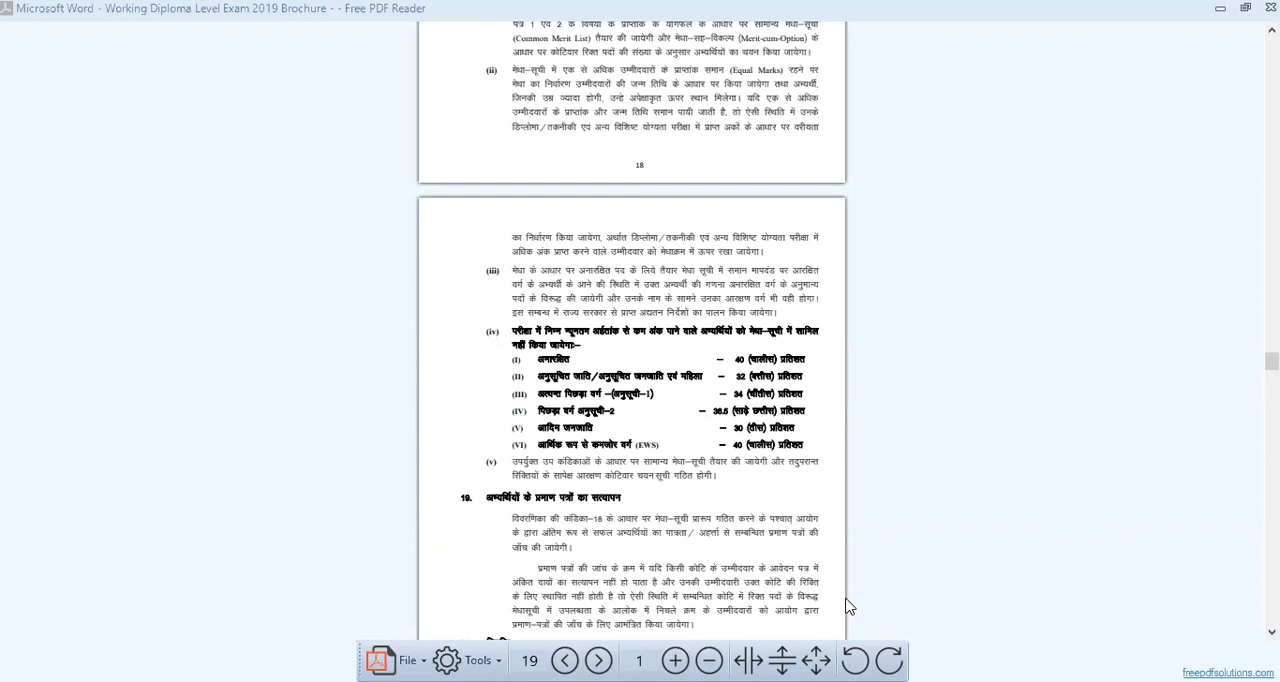 Microsoft Word - Working Diploma Level Exam 2019 Brochure - - Free PDF Reader
पत्र 1 एवं 2 के विषयों के प्राप्तांक के योगफल के आधार पर सामान्य मेधा-सूची
(Common Merit List) तैयार की जायेगी और मेधा-सह-विकल्प (Merit-cum-Option) के
आधार पर कोटिवार रिक्त पदों की संख्या के अनुसार अभ्यर्थियों का चयन किया जायेगा।
(ii) मेधा-सूची में एक से अधिक उम्मीदवारों के प्राप्तांक समान (Equal Marks) रहने पर
मेधा का निर्धारण उम्मीदवारों की जन्म तिथि के आधार पर किया जायेगा तथा अभ्यर्थी,
जिनकी उम्र ज्यादा होगी, उन्हे अपेक्षाकृत ऊपर स्थान मिलेगा। यदि एक से अधिक
उम्मीदवारों के प्राप्तांक और जन्म तिथि समान पायी जाती है, तो ऐसी स्थिति में उनके
डिप्लोमा/तकनीकी एवं अन्य विशिष्ट योग्यता परीक्षा में प्राप्त अकों के आधार पर वरीयता
18
का निर्धारण किया जायेगा, अर्थात डिप्लोमा/तकनीकी एवं अन्य विशिष्ट योग्यता परीक्षा में
अधिक अंक प्राप्त करने वाले उम्मीदवार को मेधाक्रम में ऊपर रखा जायेगा।
(iii) मेधा के आधार पर अनारक्षित पद के लिये तैयार मेधा सूची में समान मापदंड पर आरक्षित
वर्ग के अभ्यर्थी के आने की स्थिति में उक्त अभ्यर्थी की गणना अनारक्षित वर्ग के अनुमान्य
पदों के विरूद्ध की जायेगी और उनके नाम के सामने उनका आरक्षण वर्ग भी वही होगा।
इस सम्बन्ध में राज्य सरकार से प्राप्त अद्यतन निर्देशों का पालन किया जायेगा।
(iv) परीक्षा में निम्न न्यूनतम अर्हतांक से कम अंक पाने वाले अभ्यर्थियों को मेधा-सूची में शामिल
नहीं किया जायेगाः-
(I) अनारक्षित – 40 (चालीस) प्रतिशत
(II) अनुसूचित जाति/अनुसूचित जनजाति एवं महिला – 32 (बत्तीस) प्रतिशत
(III) अत्यन्त पिछड़ा वर्ग -(अनुसूची-1) – 34 (चौंतीस) प्रतिशत
(IV) पिछड़ा वर्ग अनुसूची-2 – 36.5 (साढ़े छत्तीस) प्रतिशत
(V) आदिम जनजाति – 30 (तीस) प्रतिशत
(VI) आर्थिक रूप से कमजोर वर्ग (EWS) – 40 (चालीस) प्रतिशत
(v) उपर्युक्त उप कंडिकाओं के आधार पर सामान्य मेधा-सूची तैयार की जायेगी और तदुपरान्त
रिक्तियों के सापेक्ष आरक्षण कोटिवार चयन सूची गठित होगी।
19. अभ्यर्थियों के प्रमाण पत्रों का सत्यापन
विवरणिका की कंडिका-18 के आधार पर मेधा-सूची प्रारूप गठित करने के पश्चात् आयोग
के द्वारा अंतिम रूप से सफल अभ्यर्थियों का पात्रता/ अहर्त्ता से सम्बन्धित प्रमाण पत्रों की
जाँच की जायेगी।
प्रमाण पत्रों की जांच के क्रम में यदि किसी कोटि के उम्मीदवार के आवेदन पत्र में
अंकित दावों का सत्यापन नहीं हो पाता है और उनकी उम्मीदवारी उक्त कोटि की रिक्ति
के लिए स्थापित नहीं होती है तो ऐसी स्थिति में सम्बन्धित कोटि में रिक्त पदों के विरूद्ध
मेधासूची में उपलब्धता के आलोक में निचले क्रम के उम्मीदवारों को आयोग द्वारा
प्रमाण-पत्रों की जाँच के लिए आमंत्रित किया जायेगा।
File Tools 19 1
freepdfsolutions.com